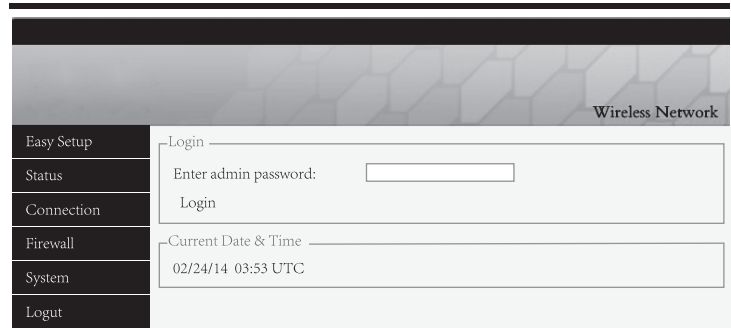 Wireless Network
Easy Setup
Status
Connection
Firewall
System
Logut
Login
Enter admin password:
Login
Current Date & Time
02/24/14 03:53 UTC